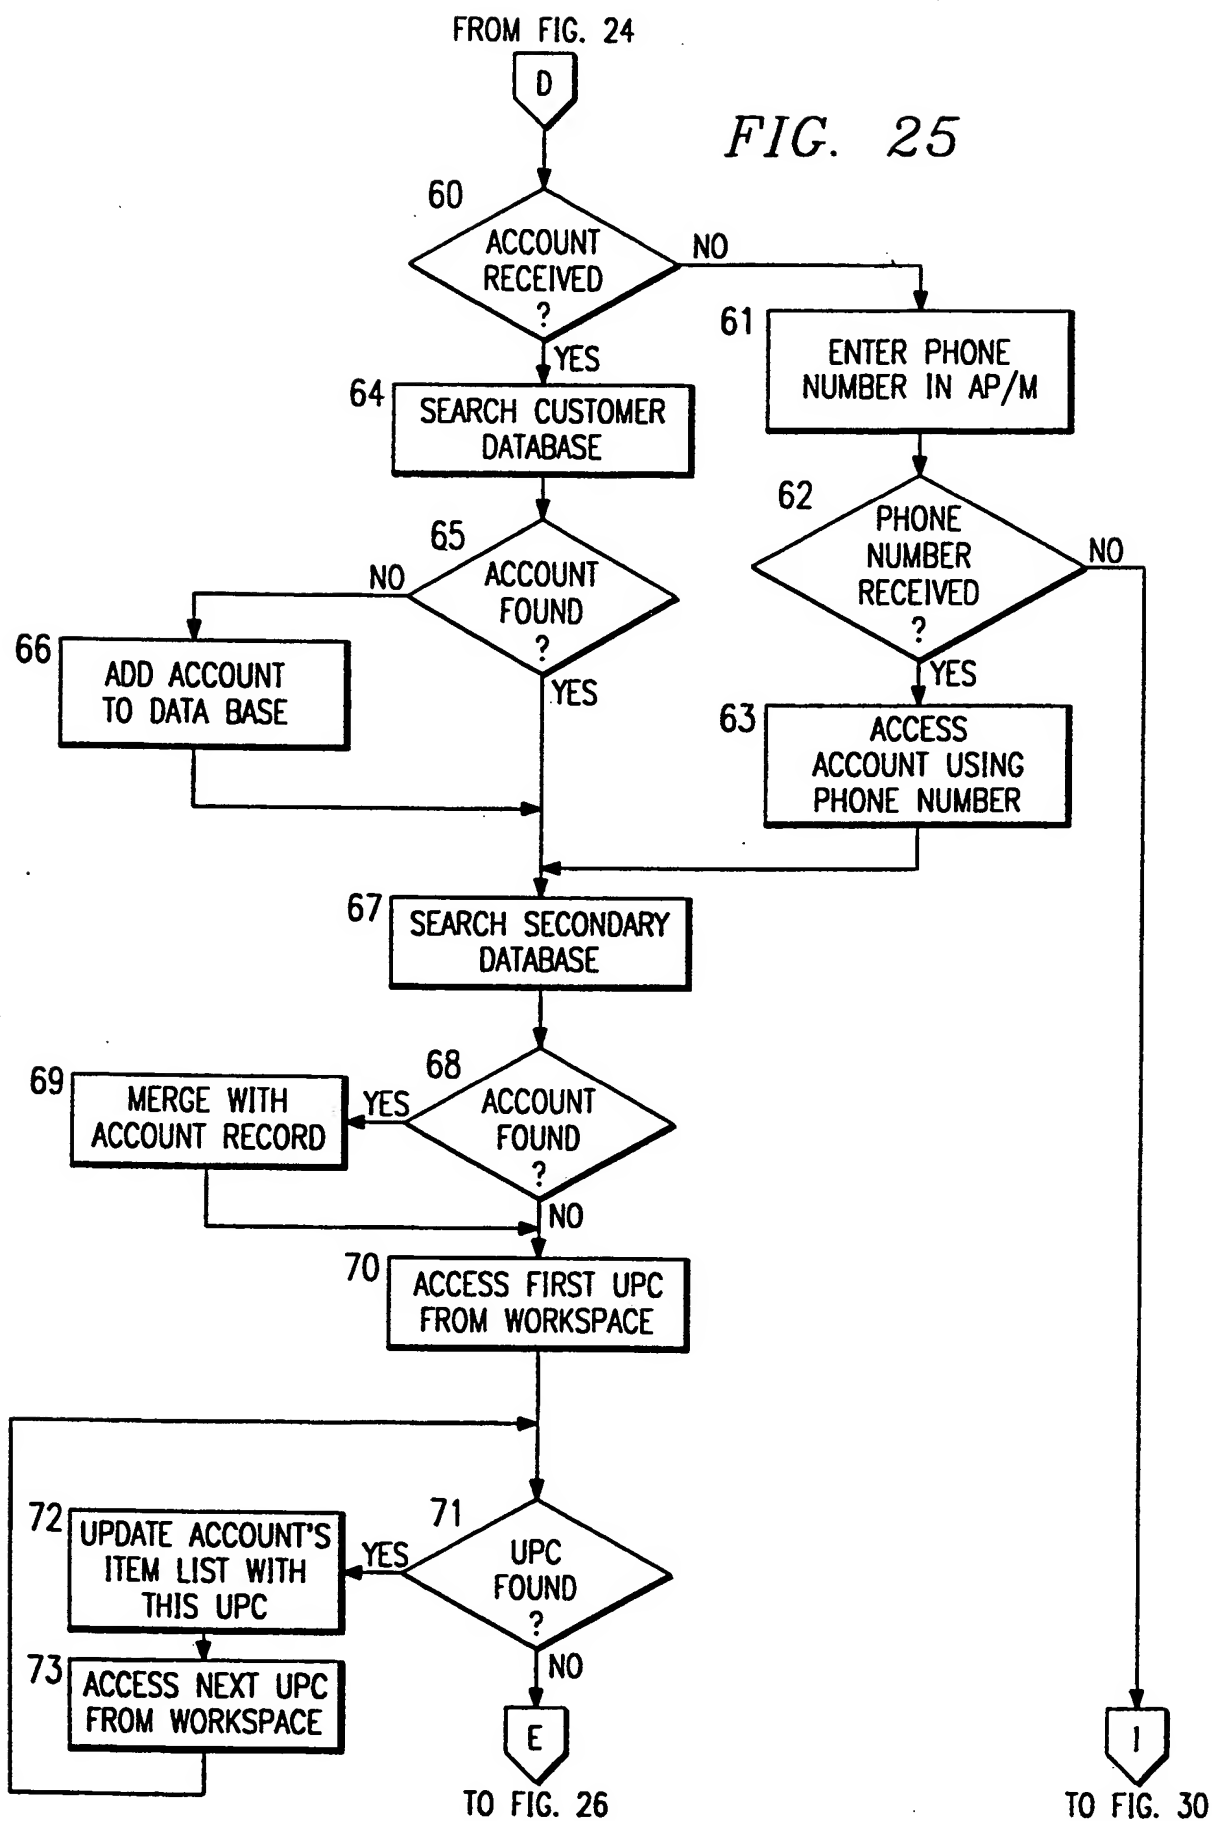 FROM FIG. 24
D
FIG. 25
60
ACCOUNT
RECEIVED
?
NO
YES
61
ENTER PHONE
NUMBER IN AP/M
64
SEARCH CUSTOMER
DATABASE
62
PHONE
NUMBER
RECEIVED
?
NO
YES
65
ACCOUNT
FOUND
?
NO
YES
66
ADD ACCOUNT
TO DATA BASE
63
ACCESS
ACCOUNT USING
PHONE NUMBER
67
SEARCH SECONDARY
DATABASE
68
ACCOUNT
FOUND
?
YES
NO
69
MERGE WITH
ACCOUNT RECORD
70
ACCESS FIRST UPC
FROM WORKSPACE
71
UPC
FOUND
?
YES
NO
72
UPDATE ACCOUNT'S
ITEM LIST WITH
THIS UPC
73
ACCESS NEXT UPC
FROM WORKSPACE
E
TO FIG. 26
I
TO FIG. 30